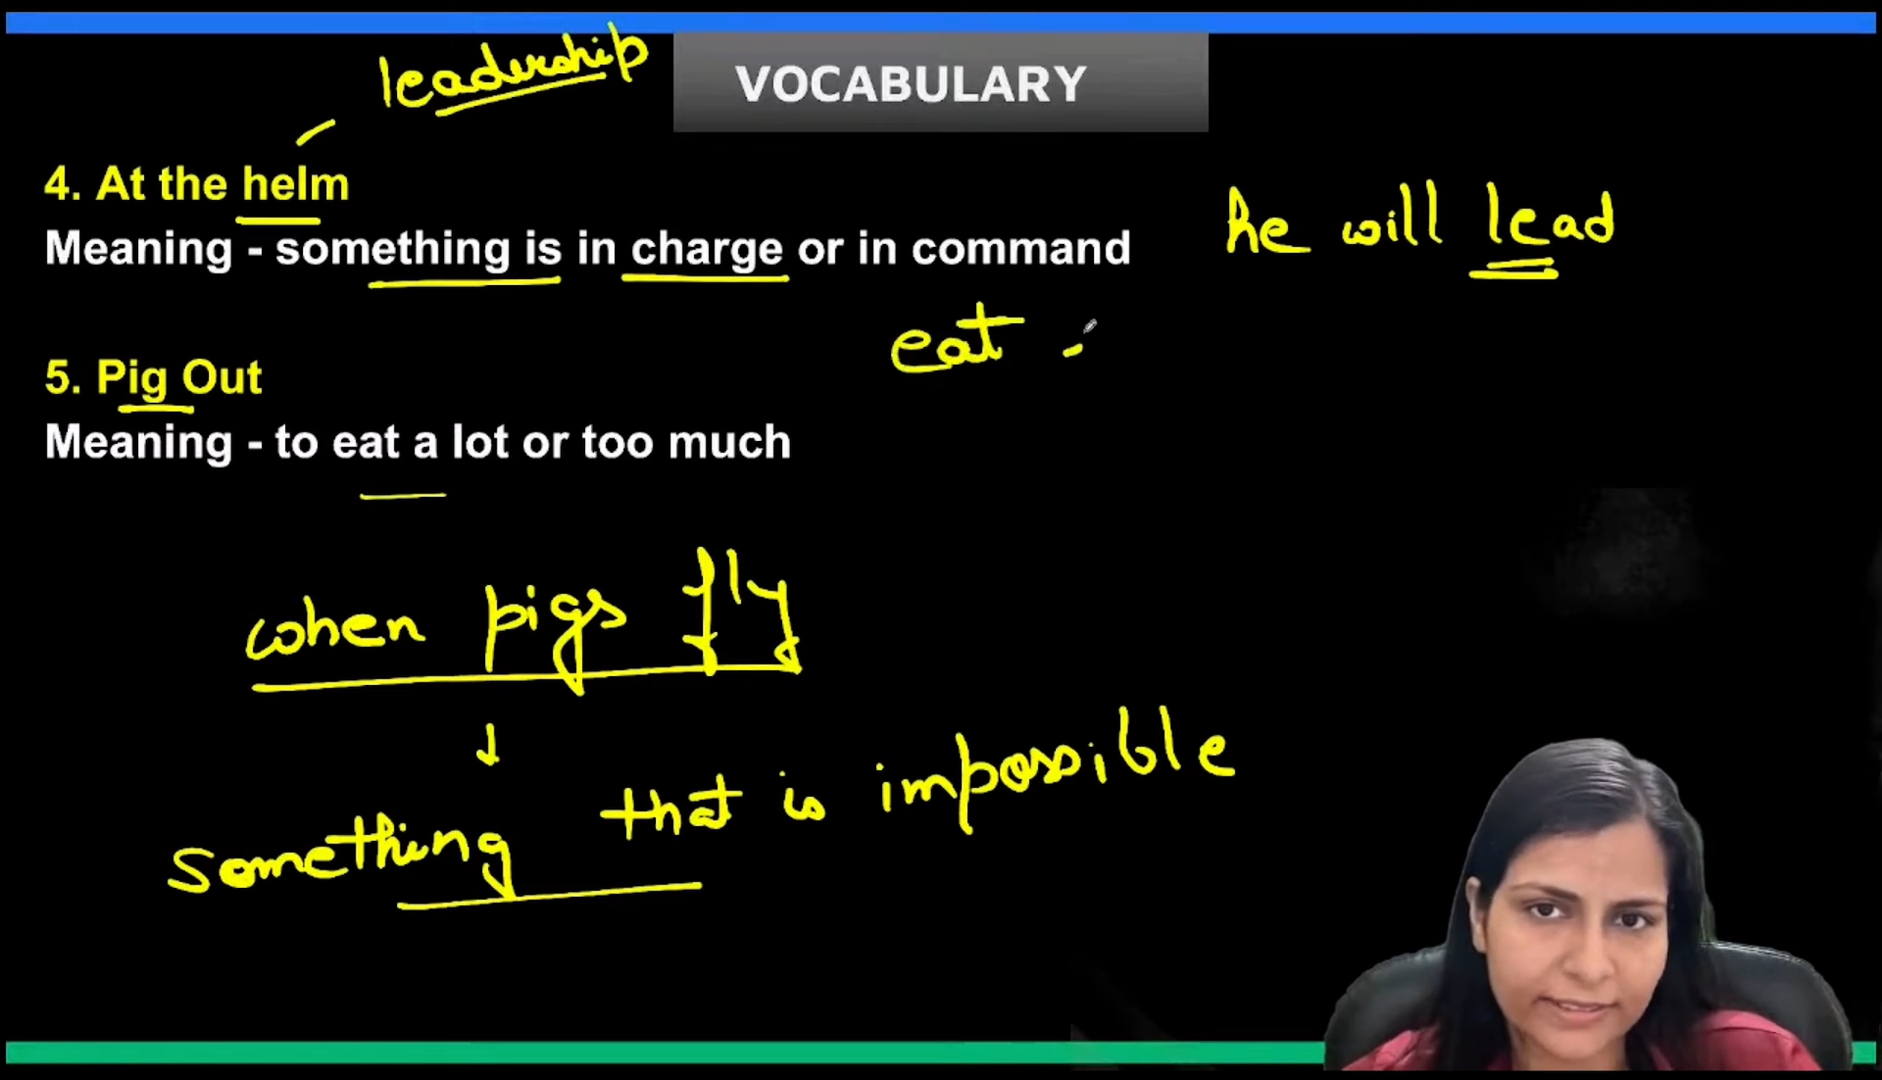 leadership
VOCABULARY
4. At the helm
he will lead
Meaning - something is in charge or in command
eat -
5. Pig Out
Meaning - to eat a lot or too much
when pigs fly
something that is impossible